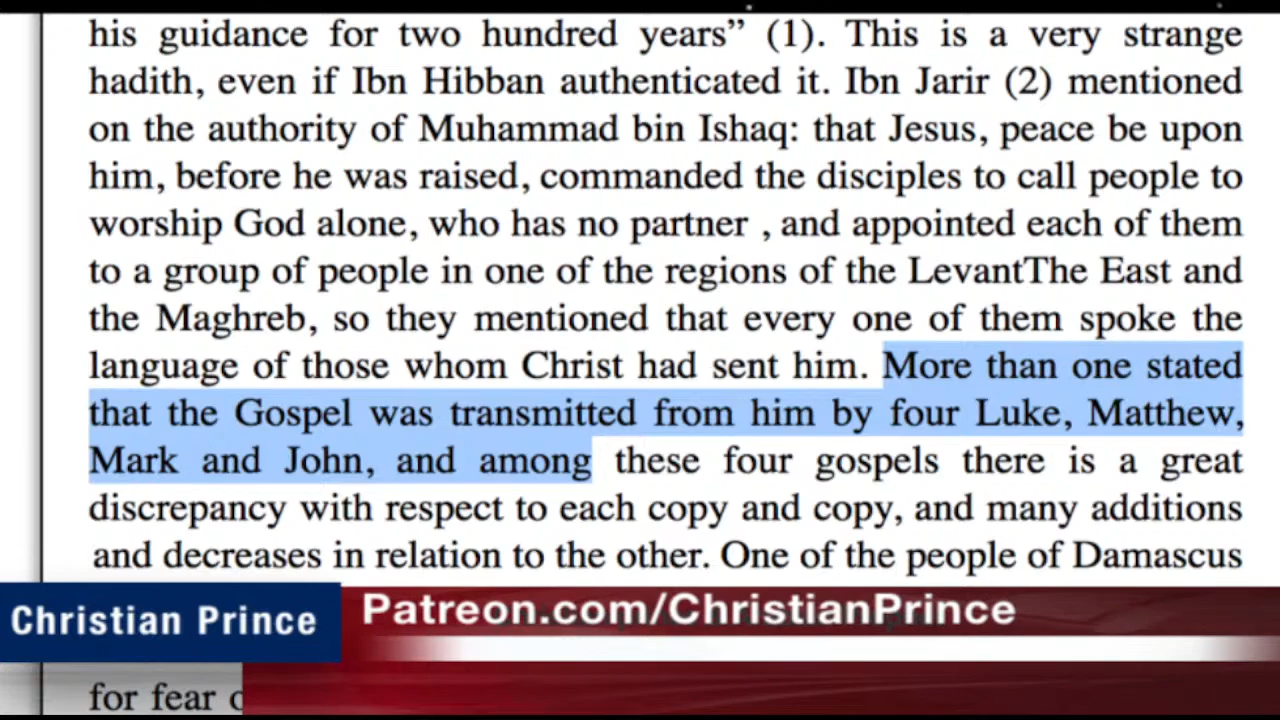 his guidance for two hundred years” (1). This is a very strange
hadith, even if Ibn Hibban authenticated it. Ibn Jarir (2) mentioned
on the authority of Muhammad bin Ishaq: that Jesus, peace be upon
him, before he was raised, commanded the disciples to call people to
worship God alone, who has no partner , and appointed each of them
to a group of people in one of the regions of the LevantThe East and
the Maghreb, so they mentioned that every one of them spoke the
language of those whom Christ had sent him. More than one stated
that the Gospel was transmitted from him by four Luke, Matthew,
Mark and John, and among these four gospels there is a great
discrepancy with respect to each copy and copy, and many additions
and decreases in relation to the other. One of the people of Damascus
Christian Prince
Patreon.com/ChristianPrince
for fear